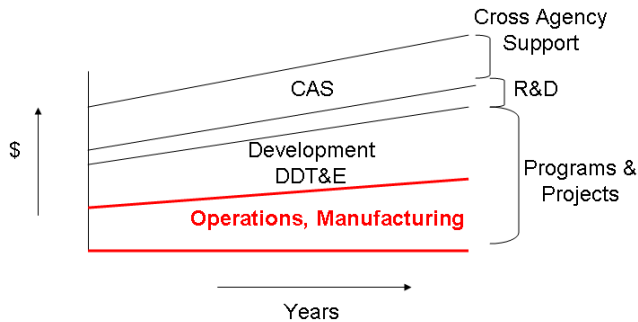 Cross Agency
Support
CAS
R&D
$
Development
DDT&E
Programs &
Projects
Operations, Manufacturing
Years